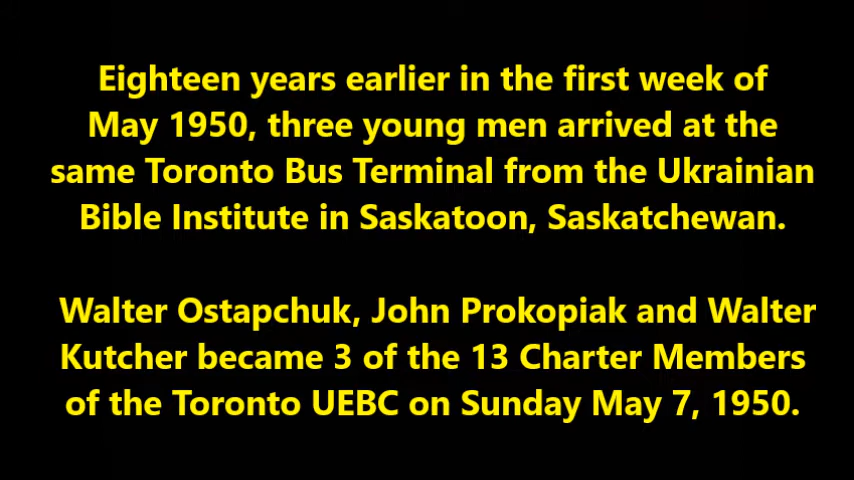 Eighteen years earlier in the first week of
May 1950, three young men arrived at the
same Toronto Bus Terminal from the Ukrainian
Bible Institute in Saskatoon, Saskatchewan.
Walter Ostapchuk, John Prokopiak and Walter
Kutcher became 3 of the 13 Charter Members
of the Toronto UEBC on Sunday May 7, 1950.